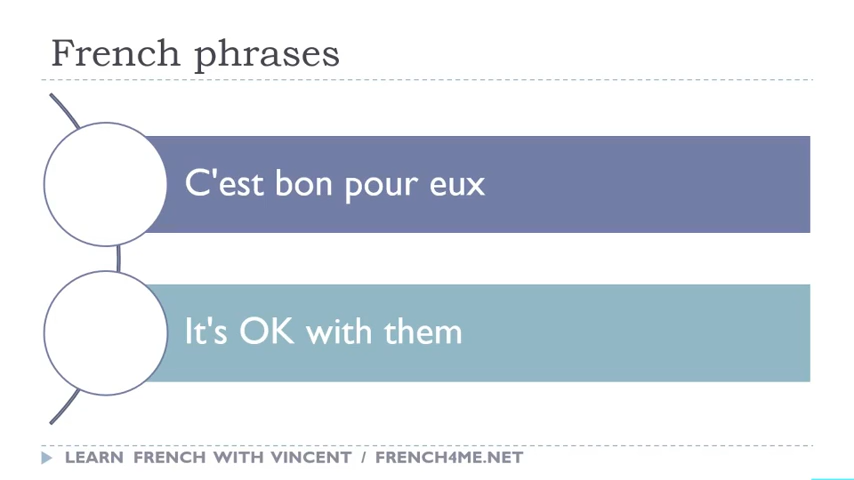 French phrases
C'est bon pour eux
It's OK with them
LEARN FRENCH WITH VINCENT / FRENCH4ME.NET